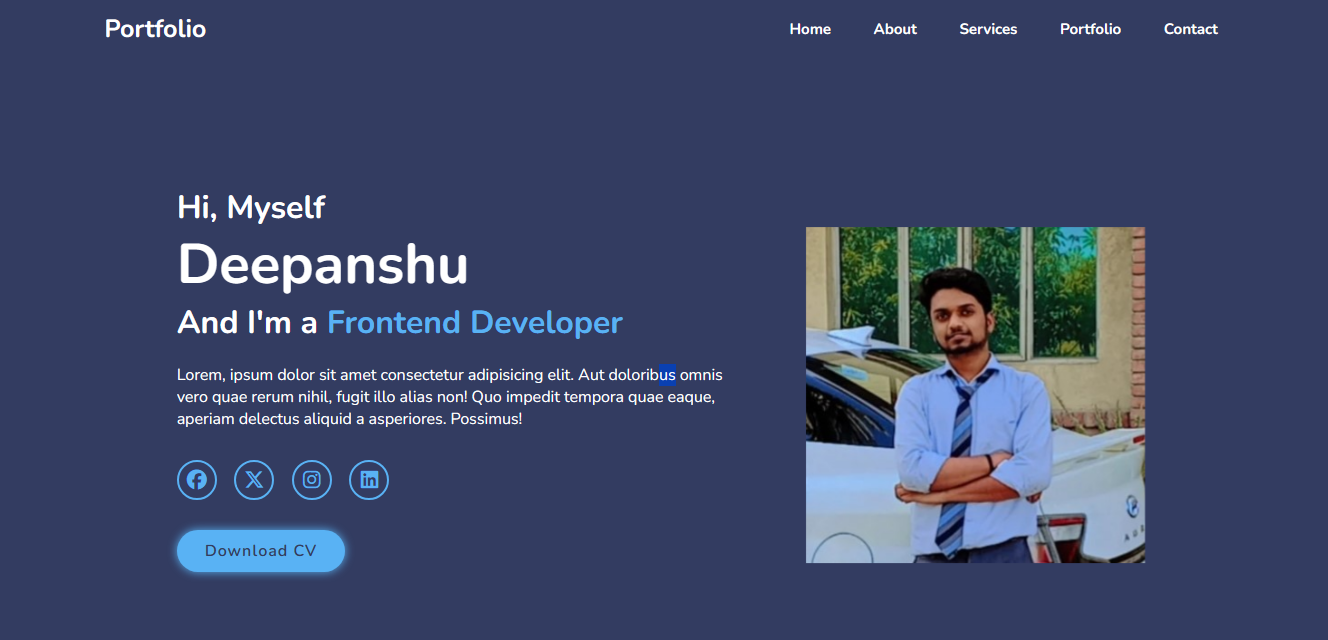 Portfolio
Home About Services Portfolio Contact
Hi, Myself
Deepanshu
And I'm a Frontend Developer
Lorem, ipsum dolor sit amet consectetur adipisicing elit. Aut doloribus omnis
vero quae rerum nihil, fugit illo alias non! Quo impedit tempora quae eaque,
aperiam delectus aliquid a asperiores. Possimus!
Download CV